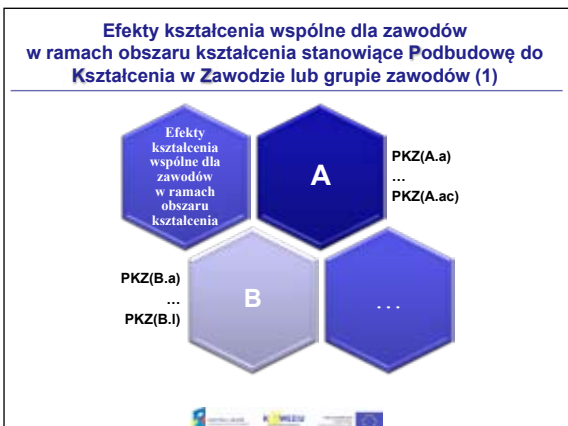 Efekty kształcenia wspólne dla zawodów
w ramach obszaru kształcenia stanowiące Podbudowę do
Kształcenia w Zawodzie lub grupie zawodów (1)
Efekty
kształcenia
wspólne dla
zawodów
w ramach
obszaru
kształcenia
A
PKZ(A.a)
...
PKZ(A.ac)
PKZ(B.a)
...
PKZ(B.l)
B
...